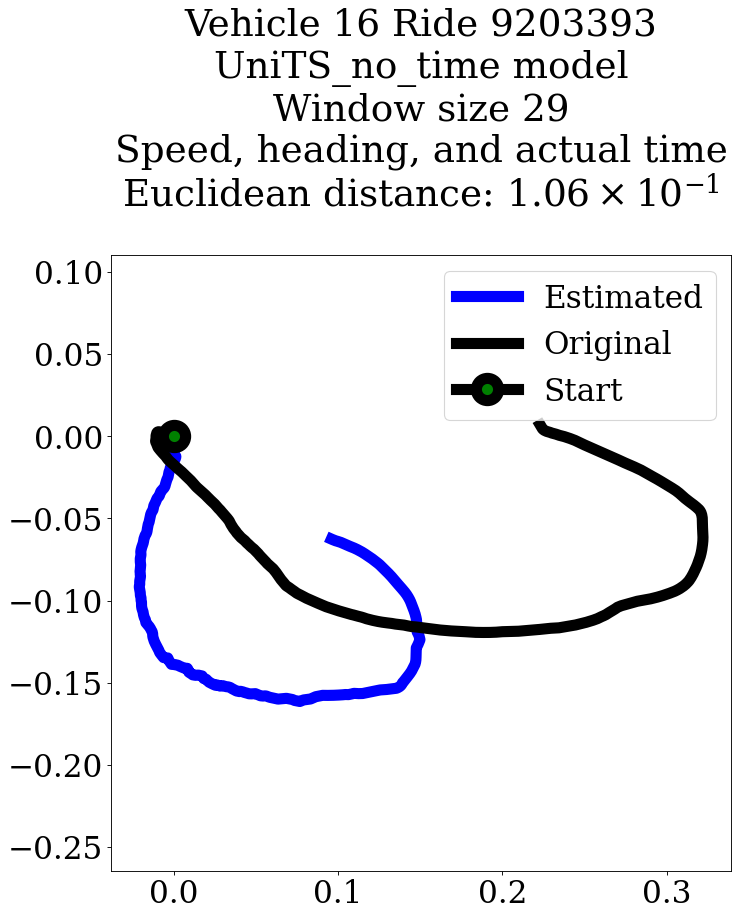 Vehicle 16 Ride 9203393
UniTS_no_time model
Window size 29
Speed, heading, and actual time
Euclidean distance: 1.06 × 10⁻¹
Estimated
Original
Start
0.10
0.05
0.00
−0.05
−0.10
−0.15
−0.20
−0.25
0.0 0.1 0.2 0.3